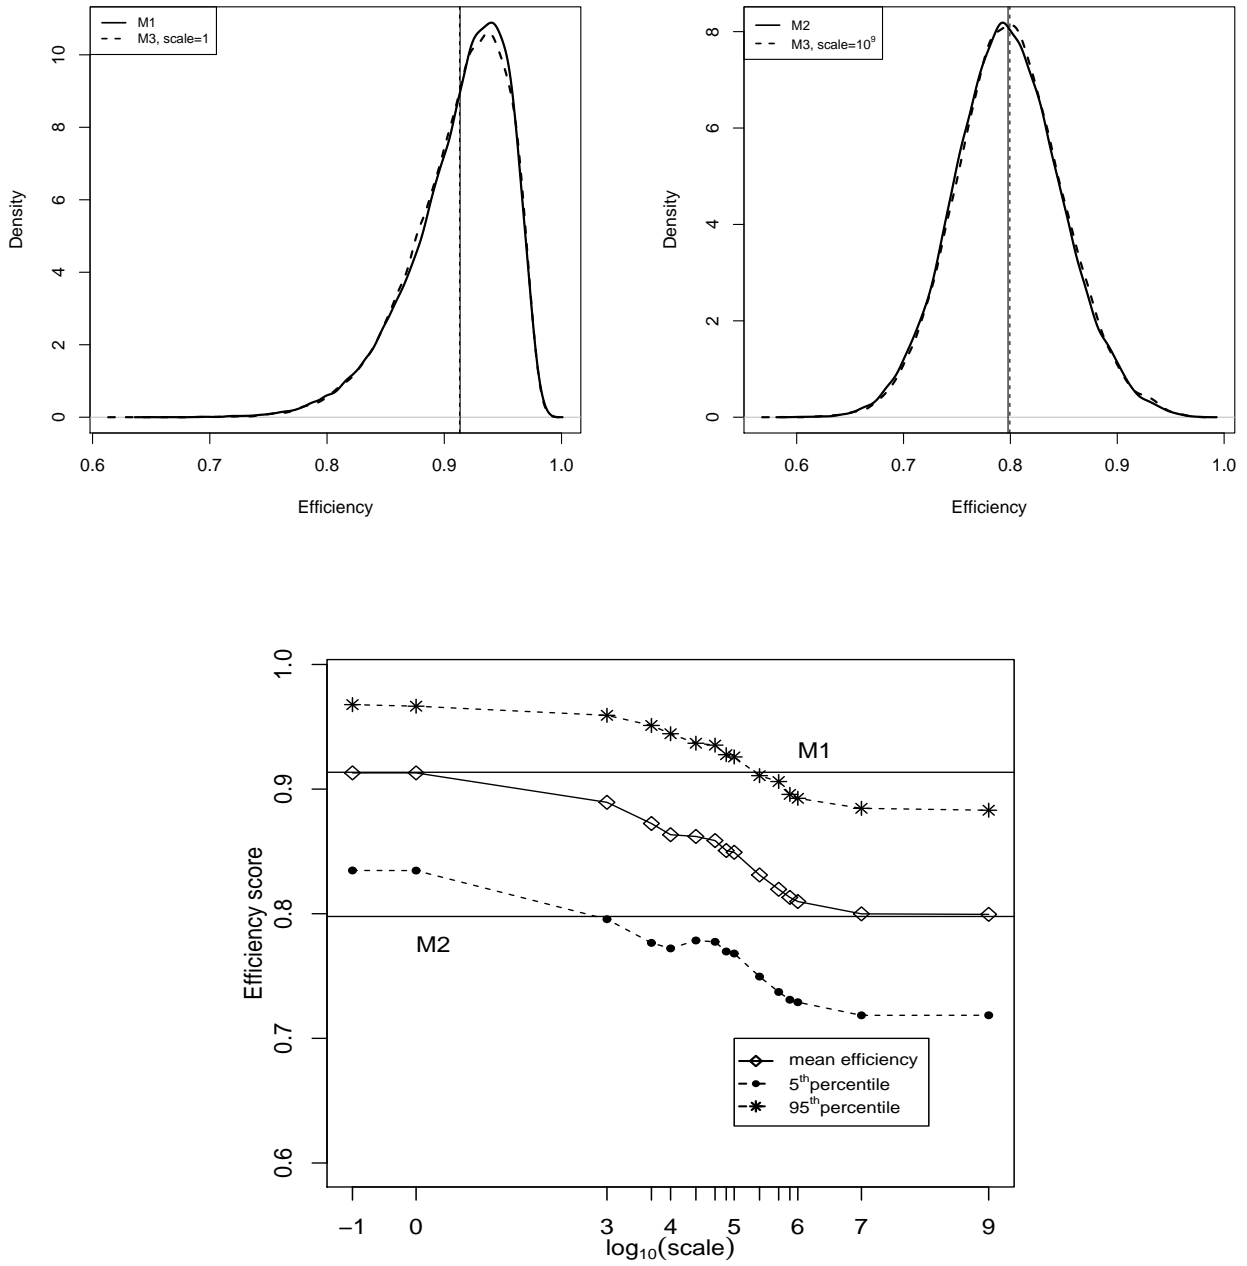 M1
M3, scale=1
Density
0 2 4 6 8 10
0.6 0.7 0.8 0.9 1.0
Efficiency
M2
M3, scale=10⁹
Density
0 2 4 6 8
0.6 0.7 0.8 0.9 1.0
Efficiency
Efficiency score
0.6 0.7 0.8 0.9 1.0
M1
M2
mean efficiency
5ᵗʰpercentile
95ᵗʰpercentile
−1 0 3 4 5 6 7 9
log₁₀(scale)